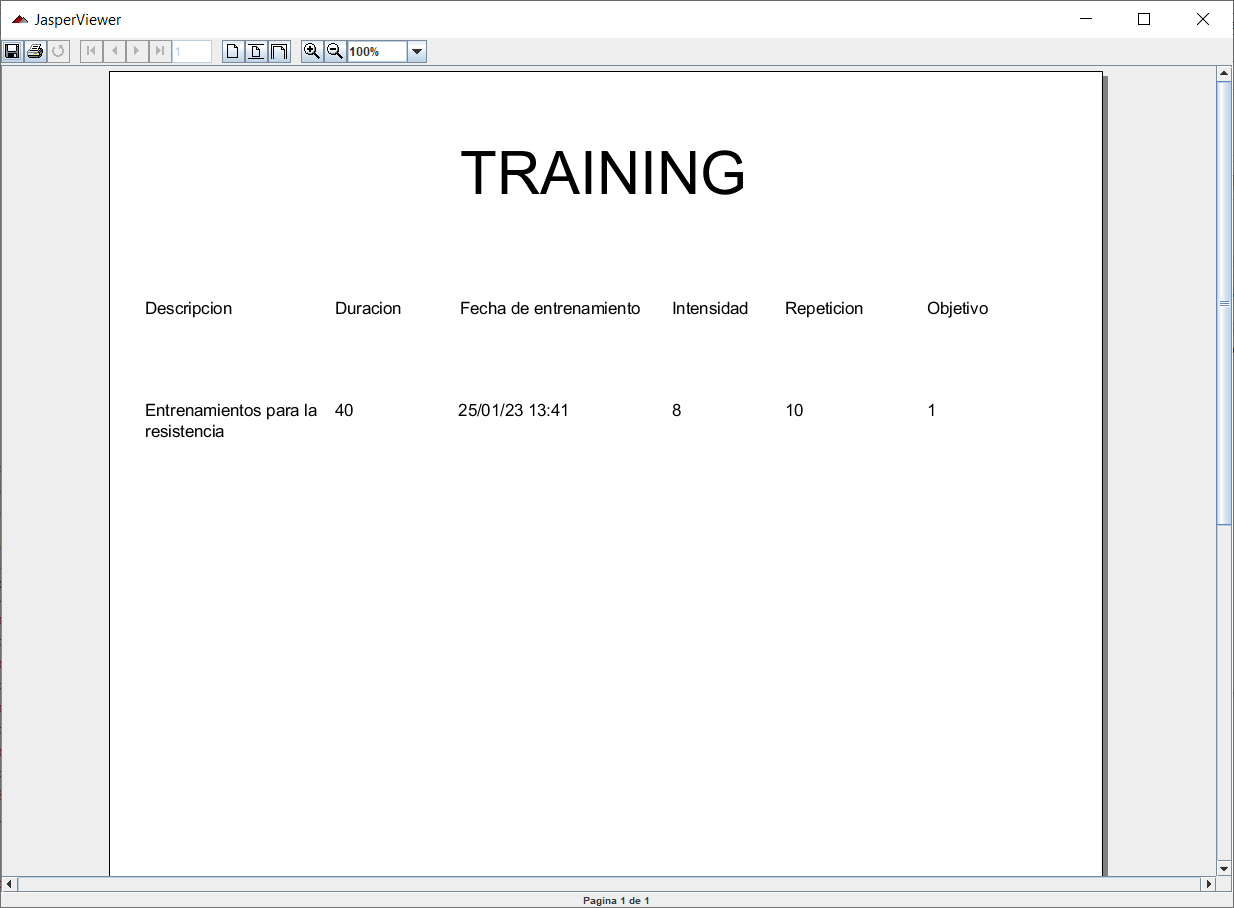 JasperViewer
1
100%
TRAINING
Descripcion Duracion Fecha de entrenamiento Intensidad Repeticion Objetivo
Entrenamientos para la 40 25/01/23 13:41 8 10 1
resistencia
Pagina 1 de 1